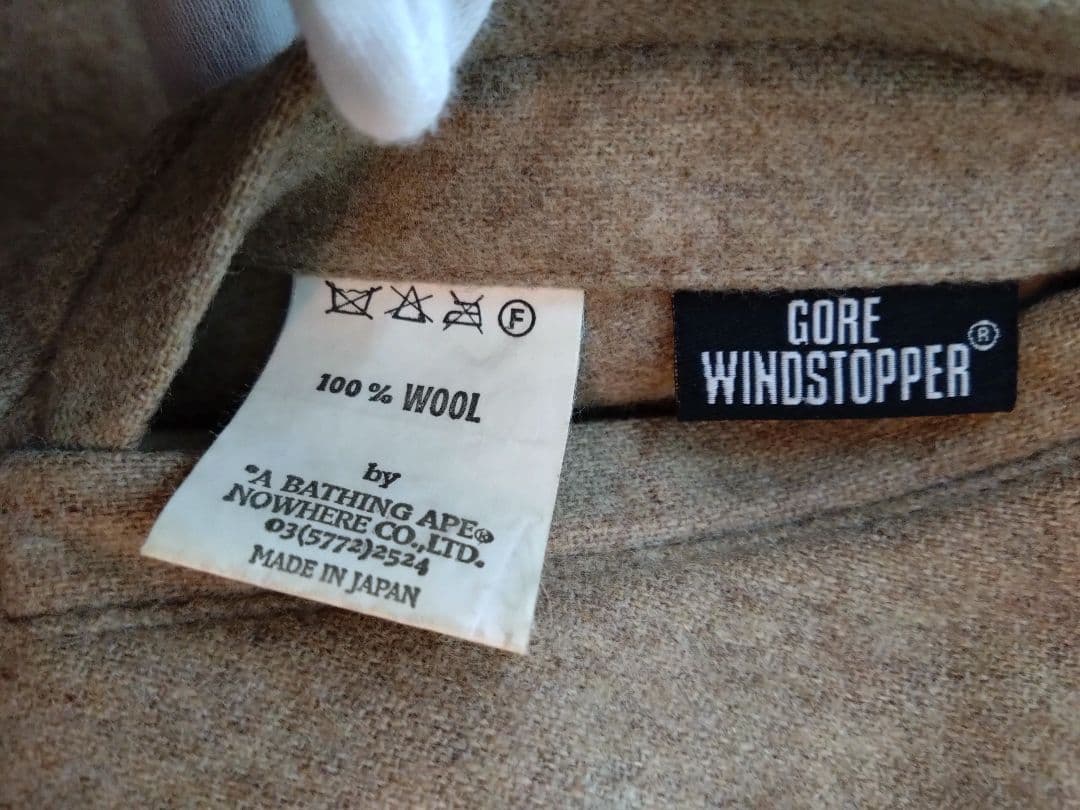 F
100% WOOL
by
*A BATHING APE®
NOWHERE CO.,LTD.
03(5772)2524
MADE IN JAPAN
GORE
WINDSTOPPER®